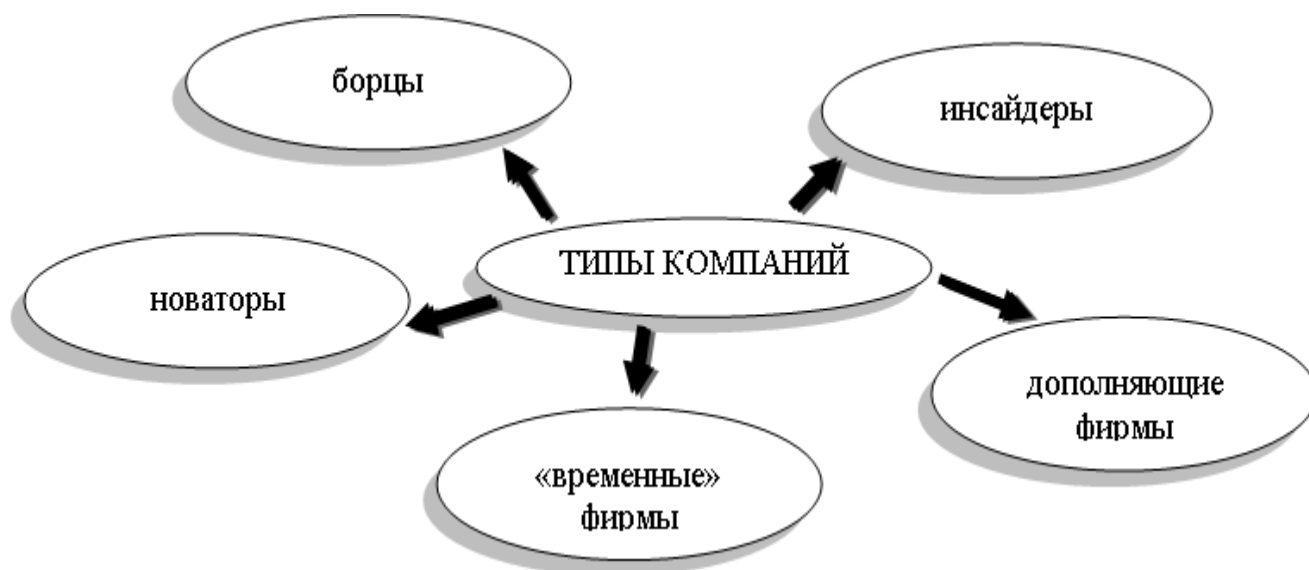 борцы
инсайдеры
ТИПЫ КОМПАНИЙ
новаторы
дополняющие
фирмы
«временные»
фирмы